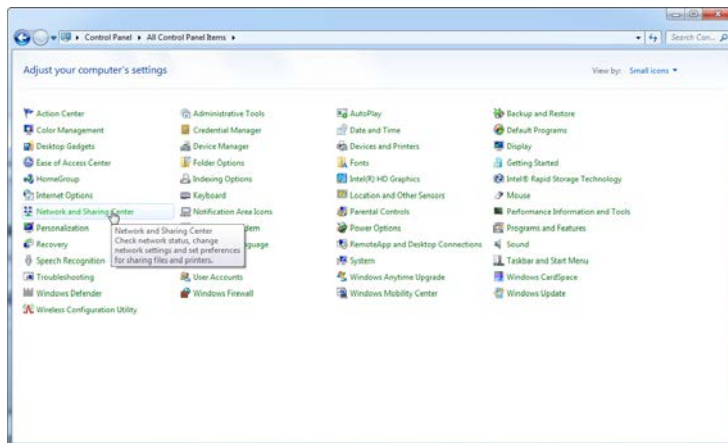 Control Panel ▸ All Control Panel Items ▸
Search Con...
Adjust your computer's settings
View by: Small icons
Action Center
Administrative Tools
AutoPlay
Backup and Restore
Color Management
Credential Manager
Date and Time
Default Programs
Desktop Gadgets
Device Manager
Devices and Printers
Display
Ease of Access Center
Folder Options
Fonts
Getting Started
HomeGroup
Indexing Options
Intel(R) HD Graphics
Intel® Rapid Storage Technology
Internet Options
Keyboard
Location and Other Sensors
Mouse
Network and Sharing Center
Notification Area Icons
Parental Controls
Performance Information and Tools
Personalization
dem
Power Options
Programs and Features
Recovery
guage
RemoteApp and Desktop Connections
Sound
Network and Sharing Center
Check network status, change
network settings and set preferences
for sharing files and printers.
Speech Recognition
System
Taskbar and Start Menu
Troubleshooting
User Accounts
Windows Anytime Upgrade
Windows CardSpace
Windows Defender
Windows Firewall
Windows Mobility Center
Windows Update
Wireless Configuration Utility